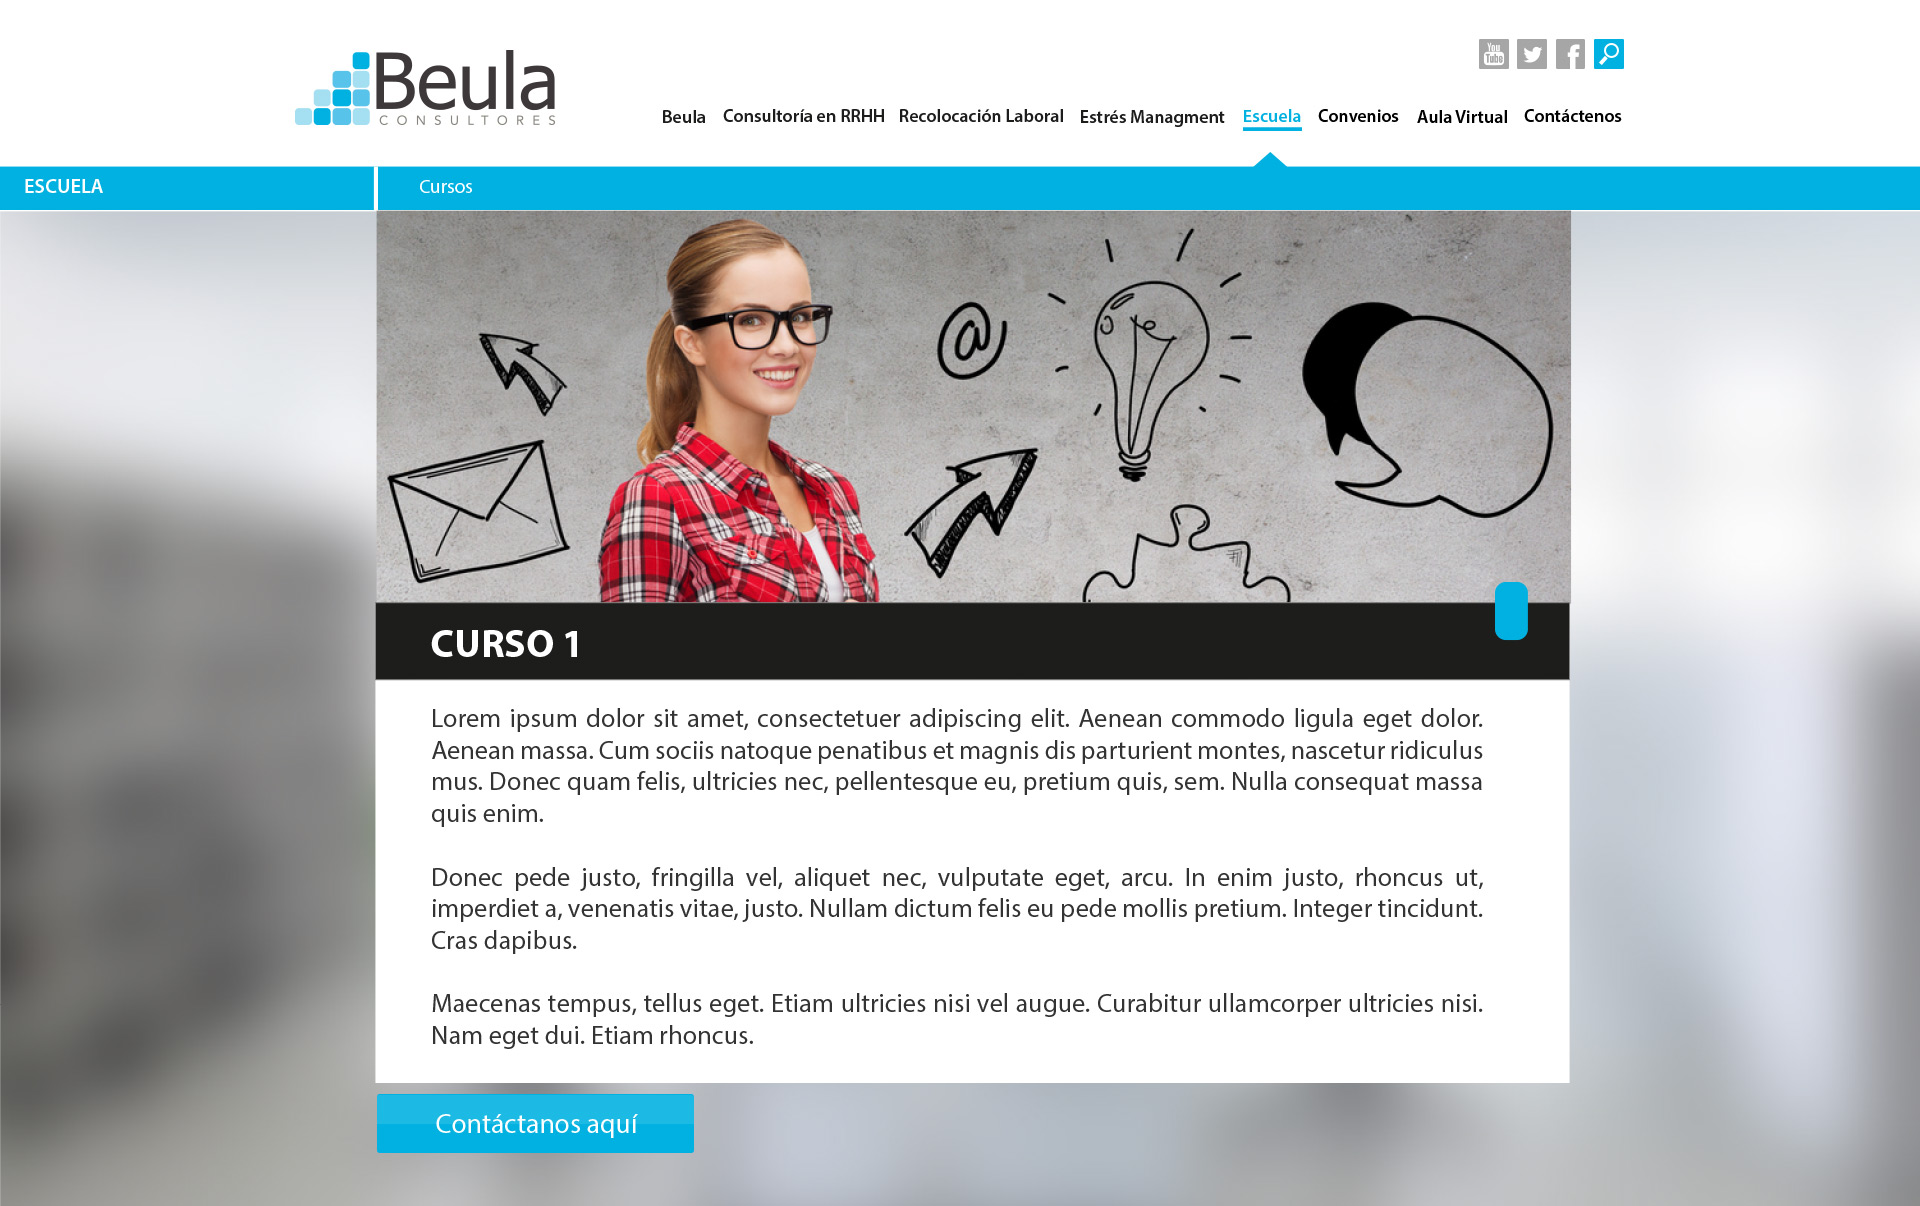 Beula
CONSULTORES
You
Tube
Beula Consultoría en RRHH Recolocación Laboral Estrés Managment Escuela Convenios Aula Virtual Contáctenos
ESCUELA
Cursos
@
CURSO 1
Lorem ipsum dolor sit amet, consectetuer adipiscing elit. Aenean commodo ligula eget dolor.
Aenean massa. Cum sociis natoque penatibus et magnis dis parturient montes, nascetur ridiculus
mus. Donec quam felis, ultricies nec, pellentesque eu, pretium quis, sem. Nulla consequat massa
quis enim.
Donec pede justo, fringilla vel, aliquet nec, vulputate eget, arcu. In enim justo, rhoncus ut,
imperdiet a, venenatis vitae, justo. Nullam dictum felis eu pede mollis pretium. Integer tincidunt.
Cras dapibus.
Maecenas tempus, tellus eget. Etiam ultricies nisi vel augue. Curabitur ullamcorper ultricies nisi.
Nam eget dui. Etiam rhoncus.
Contáctanos aquí